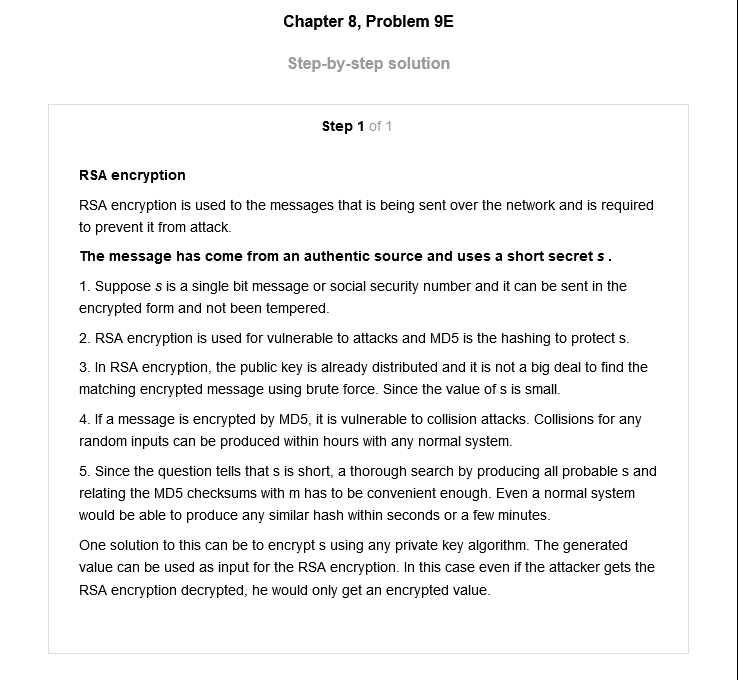 Chapter 8, Problem 9E
Step-by-step solution
Step 1 of 1
RSA encryption
RSA encryption is used to the messages that is being sent over the network and is required
to prevent it from attack.
The message has come from an authentic source and uses a short secret s .
1. Suppose s is a single bit message or social security number and it can be sent in the
encrypted form and not been tempered.
2. RSA encryption is used for vulnerable to attacks and MD5 is the hashing to protect s.
3. In RSA encryption, the public key is already distributed and it is not a big deal to find the
matching encrypted message using brute force. Since the value of s is small.
4. If a message is encrypted by MD5, it is vulnerable to collision attacks. Collisions for any
random inputs can be produced within hours with any normal system.
5. Since the question tells that s is short, a thorough search by producing all probable s and
relating the MD5 checksums with m has to be convenient enough. Even a normal system
would be able to produce any similar hash within seconds or a few minutes.
One solution to this can be to encrypt s using any private key algorithm. The generated
value can be used as input for the RSA encryption. In this case even if the attacker gets the
RSA encryption decrypted, he would only get an encrypted value.